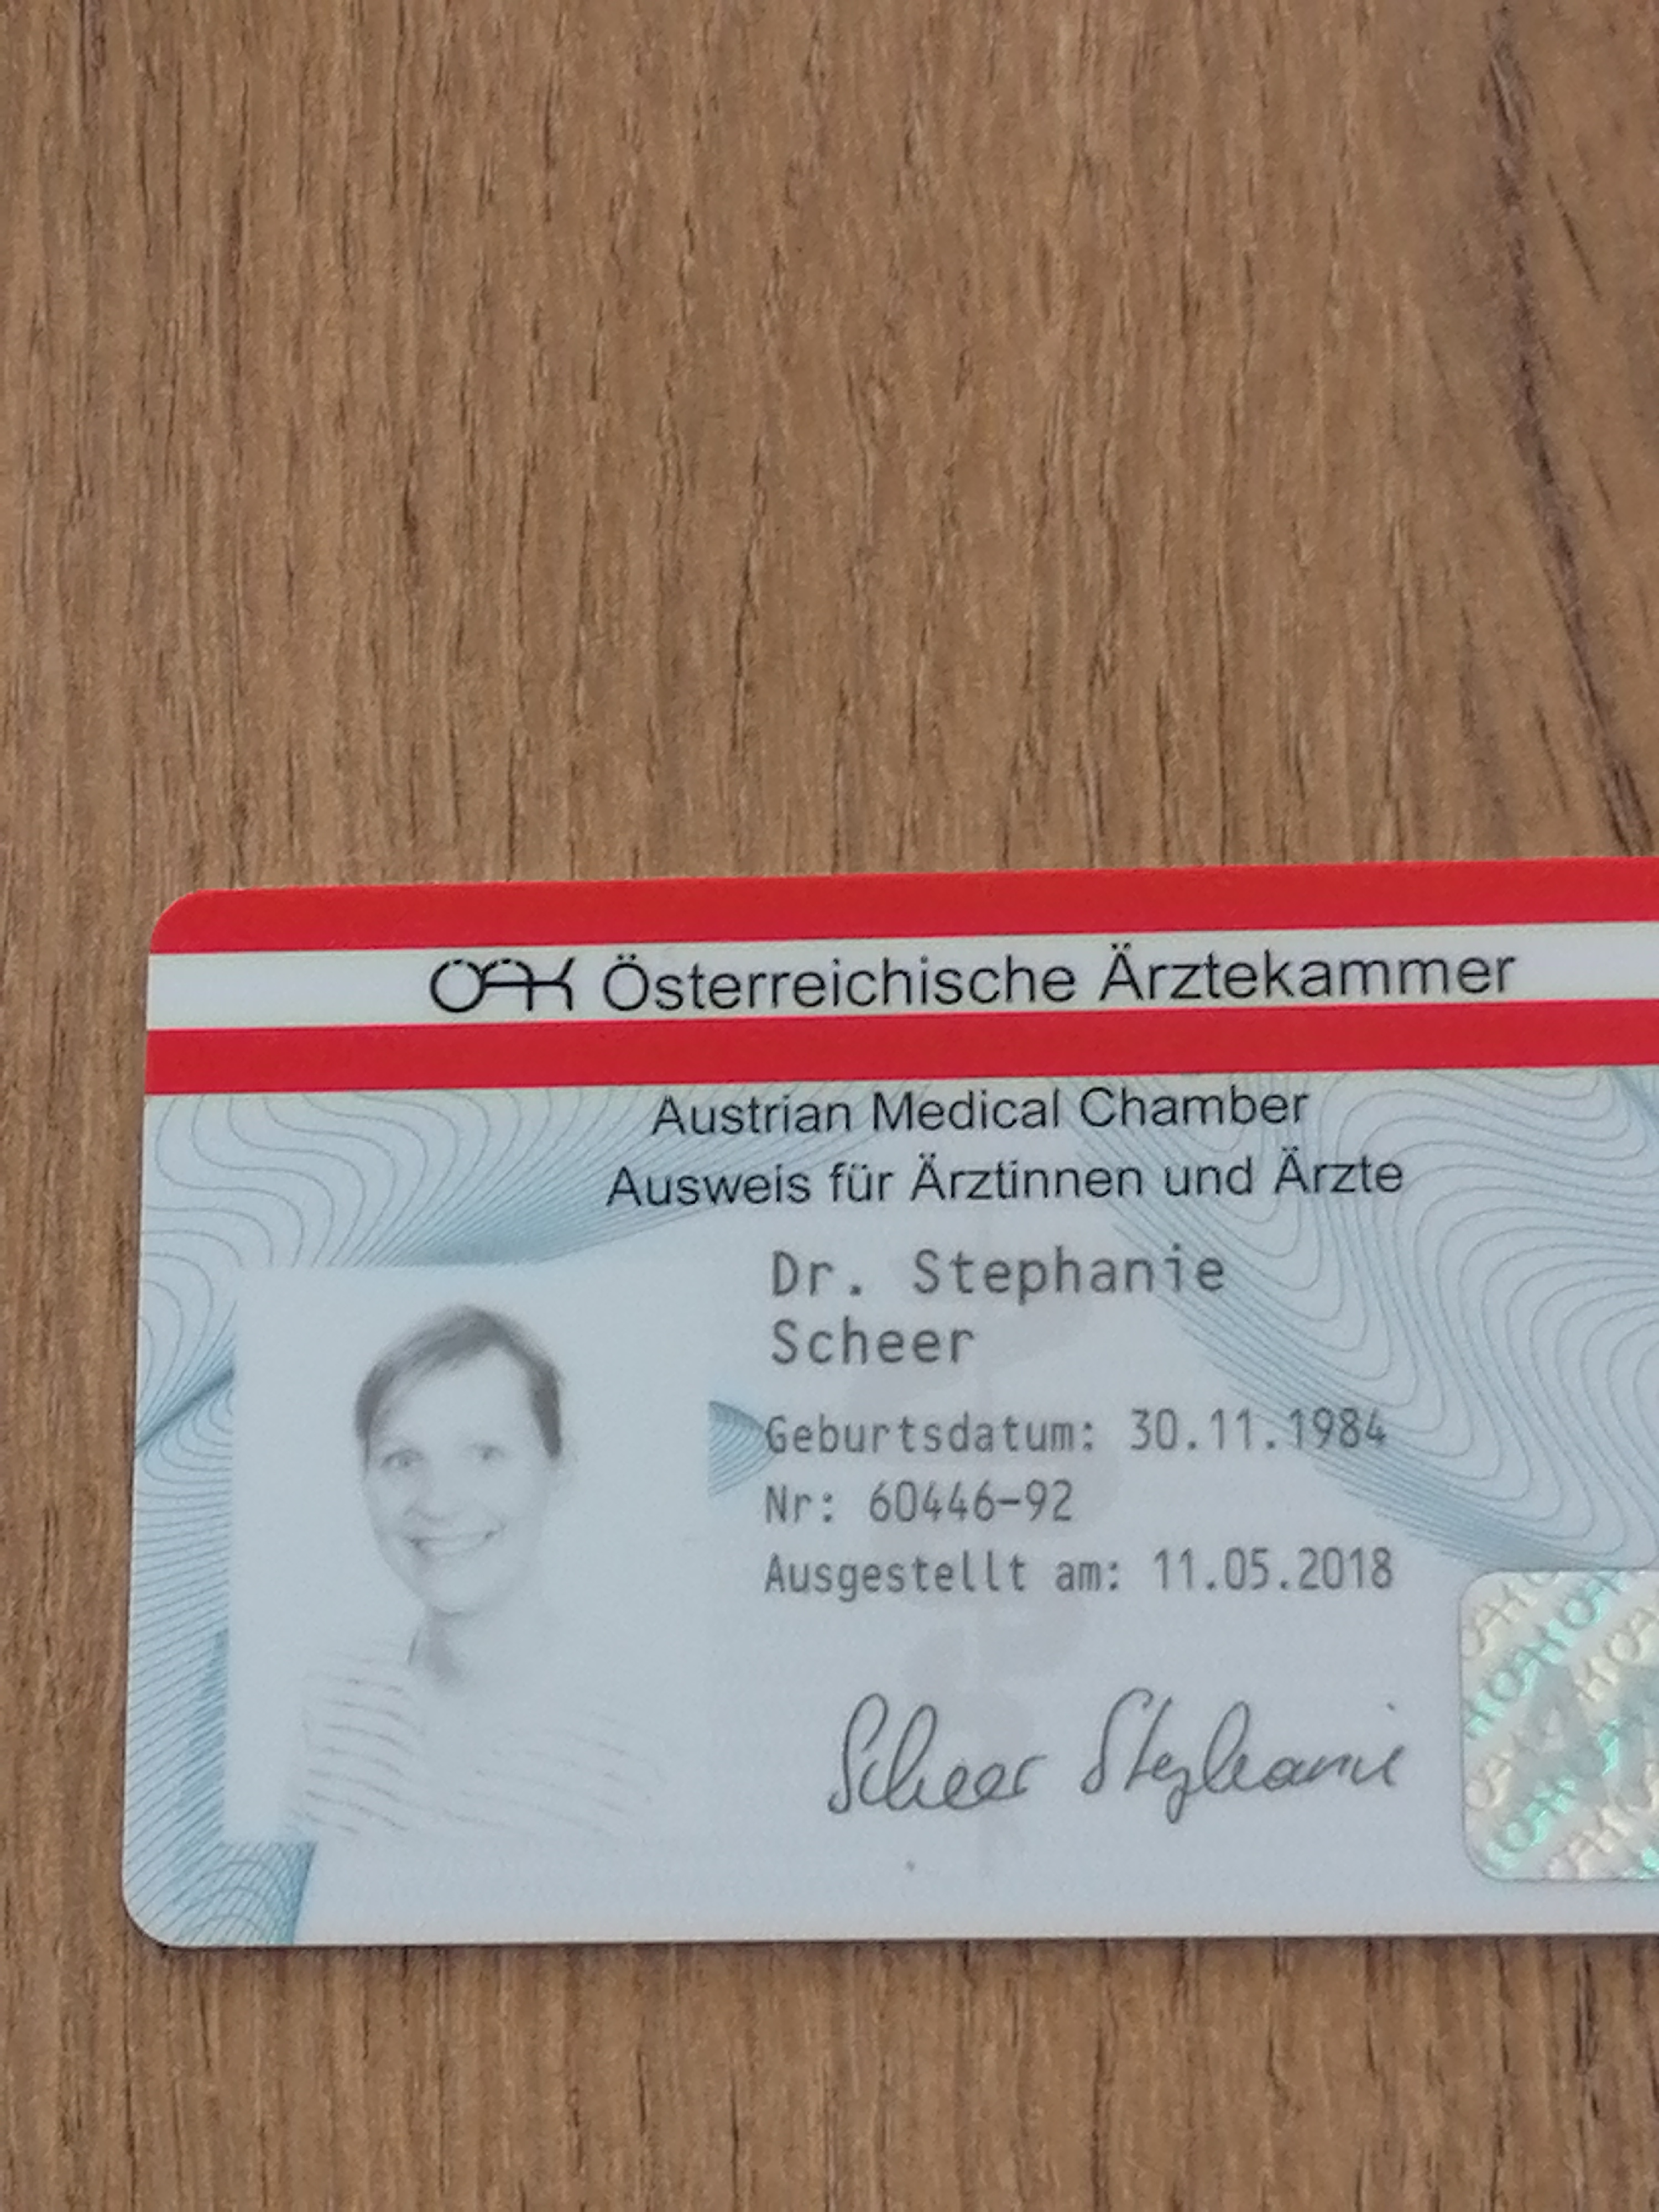 ÖÄK Österreichische Ärztekammer
Austrian Medical Chamber
Ausweis für Ärztinnen und Ärzte
Dr. Stephanie
Scheer
Geburtsdatum: 30.11.1984
Nr: 60446-92
Ausgestellt am: 11.05.2018
Scheer Stephanie